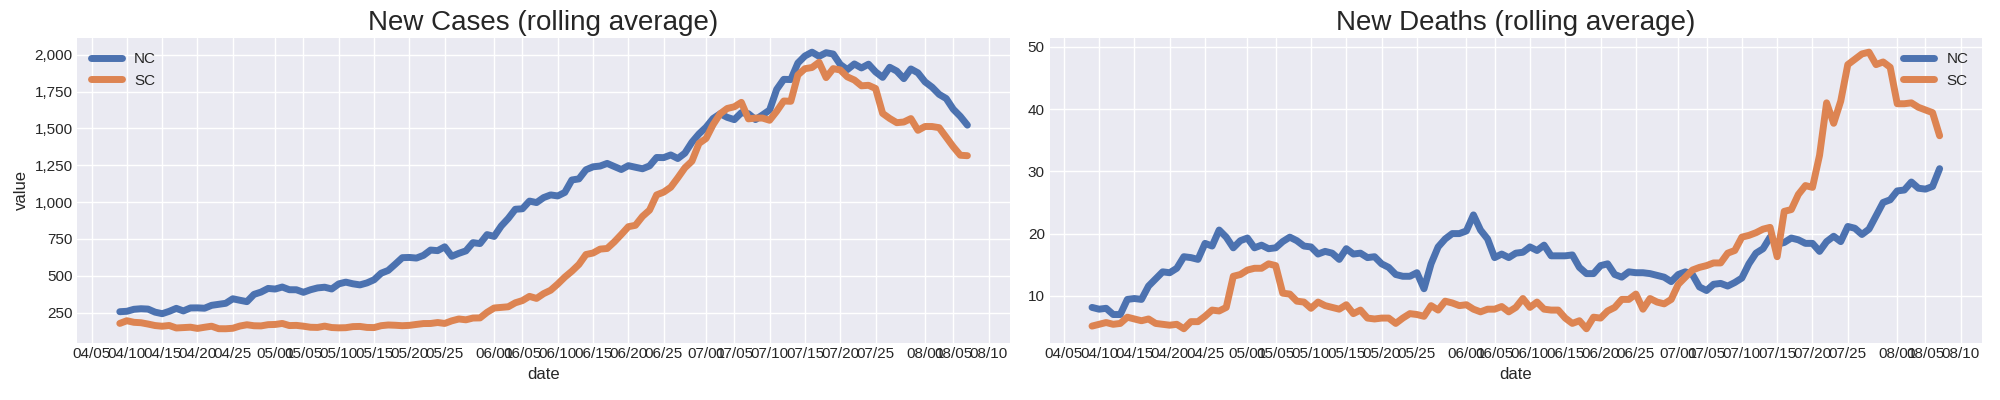 New Cases (rolling average)
NC
SC
2,000
1,750
1,500
1,250
1,000
750
500
250
value
04/05 04/10 04/15 04/20 04/25 05/01 05/05 05/10 05/15 05/20 05/25 06/01 06/05 06/10 06/15 06/20 06/25 07/01 07/05 07/10 07/15 07/20 07/25 08/01 08/05 08/10
date
New Deaths (rolling average)
NC
SC
50
40
30
20
10
04/05 04/10 04/15 04/20 04/25 05/01 05/05 05/10 05/15 05/20 05/25 06/01 06/05 06/10 06/15 06/20 06/25 07/01 07/05 07/10 07/15 07/20 07/25 08/01 08/05 08/10
date